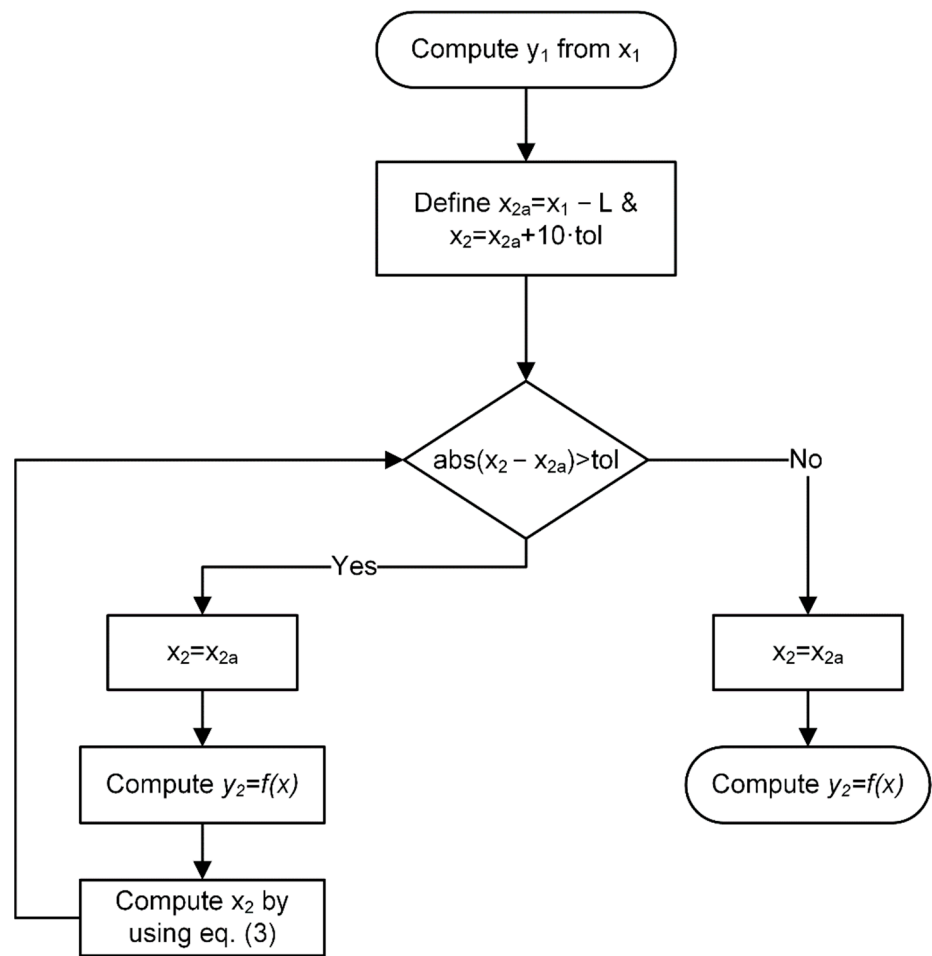 Compute y₁ from x₁
Define x₂ₐ=x₁ – L &
x₂=x₂ₐ+10·tol
abs(x₂ – x₂ₐ)>tol
No
Yes
x₂=x₂ₐ
x₂=x₂ₐ
Compute y₂=f(x)
Compute y₂=f(x)
Compute x₂ by
using eq. (3)